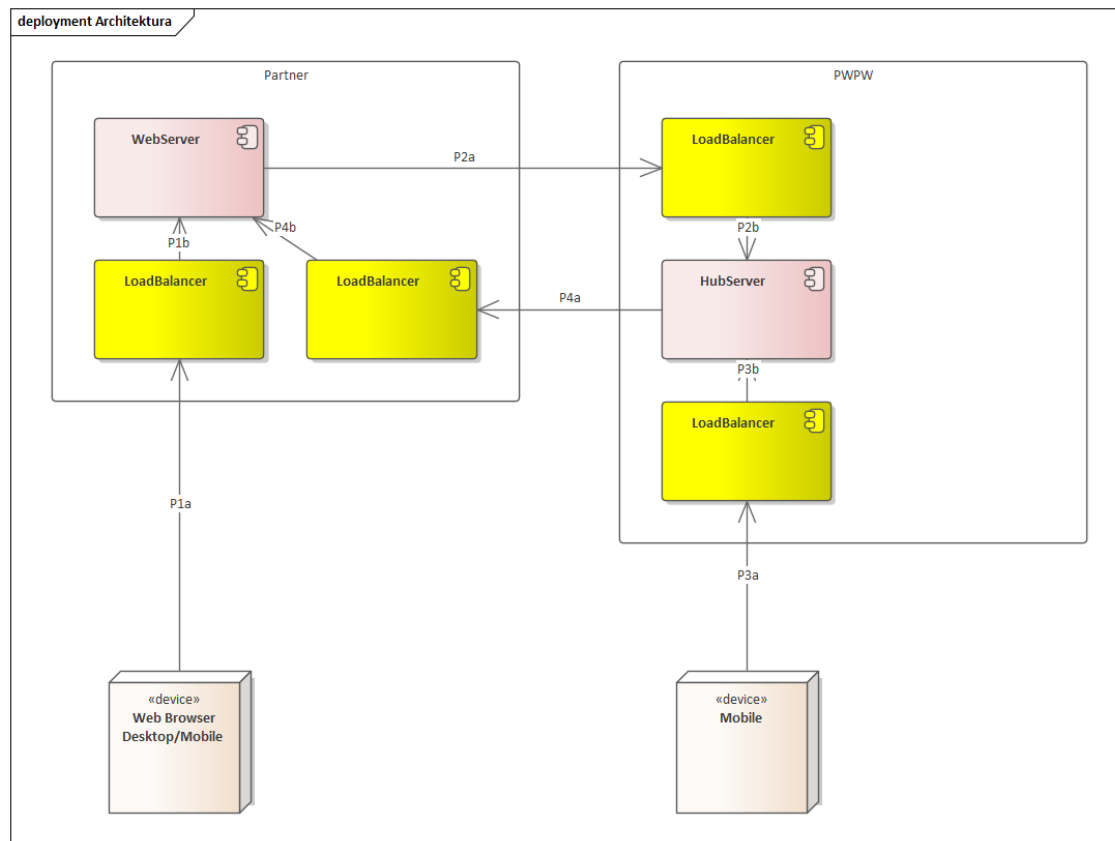 deployment Architektura
Partner
PWPW
WebServer
LoadBalancer
P2a
P4b
P2b
P1b
LoadBalancer
LoadBalancer
HubServer
P4a
P3b
LoadBalancer
P1a
P3a
«device»
Web Browser
Desktop/Mobile
«device»
Mobile